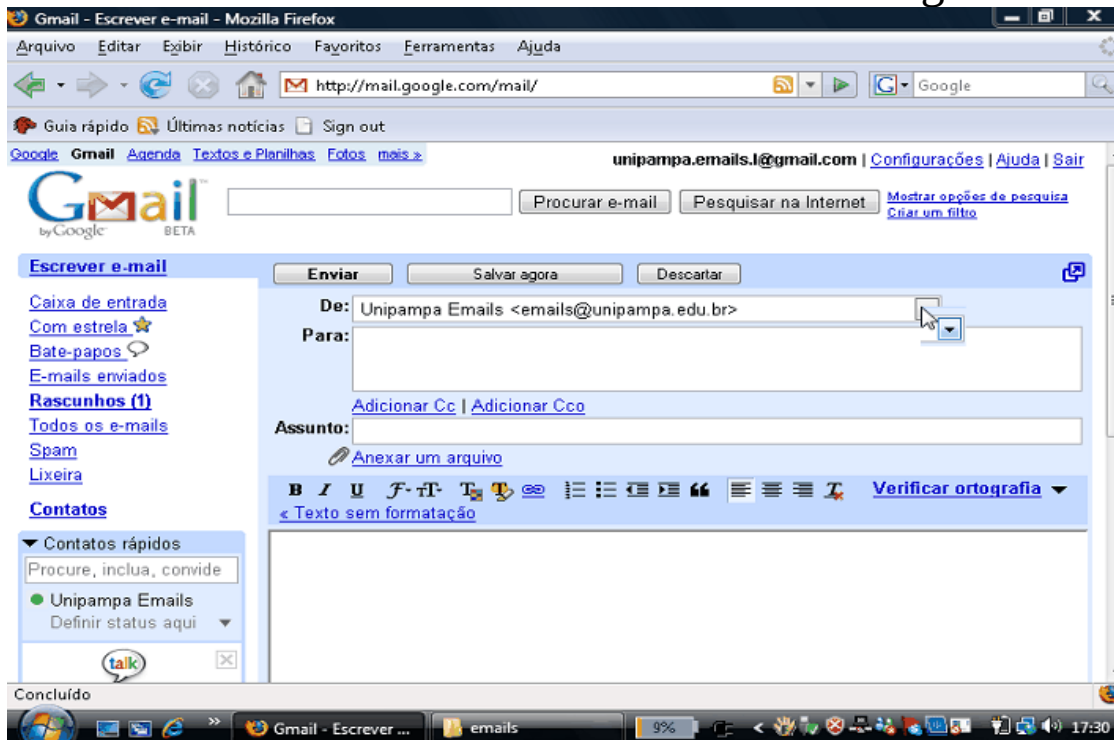 Gmail - Escrever e-mail - Mozilla Firefox
Arquivo Editar Exibir Histórico Favoritos Ferramentas Ajuda
http://mail.google.com/mail/ G Google
Guia rápido Últimas notícias Sign out
Google Gmail Agenda Textos e Planilhas Fotos mais »
unipampa.emails.l@gmail.com | Configurações | Ajuda | Sair
Gmail by Google BETA
Procurar e-mail Pesquisar na Internet Mostrar opções de pesquisa
Criar um filtro
Escrever e-mail
Enviar Salvar agora Descartar
Caixa de entrada
Com estrela
Bate-papos
E-mails enviados
Rascunhos (1)
Todos os e-mails
Spam
Lixeira
Contatos
Contatos rápidos
Procure, inclua, convide
Unipampa Emails
Definir status aqui
talk
De: Unipampa Emails <emails@unipampa.edu.br>
Para:
Adicionar Cc | Adicionar Cco
Assunto:
Anexar um arquivo
B I U F TT T Verificar ortografia
« Texto sem formatação
Concluído
Gmail - Escrever ... emails 9% 17:30